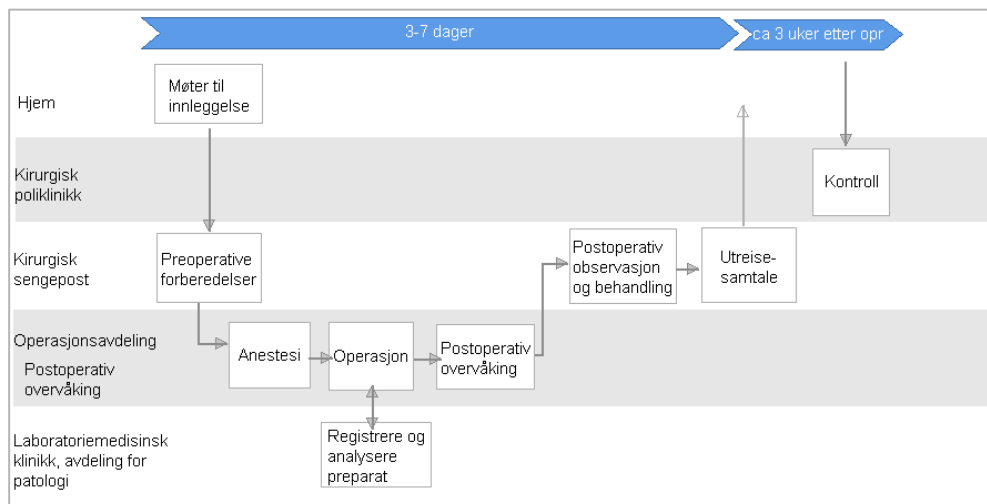 3-7 dager
ca 3 uker etter opr
Hjem
Møter til
innleggelse
Kirurgisk
poliklinikk
Kontroll
Kirurgisk
sengepost
Preoperative
forberedelser
Postoperativ
observasjon
og behandling
Utreise-
samtale
Operasjonsavdeling
Postoperativ
overvåking
Anestesi
Operasjon
Postoperativ
overvåking
Laboratoriemedisinsk
klinikk, avdeling for
patologi
Registrere og
analysere
preparat